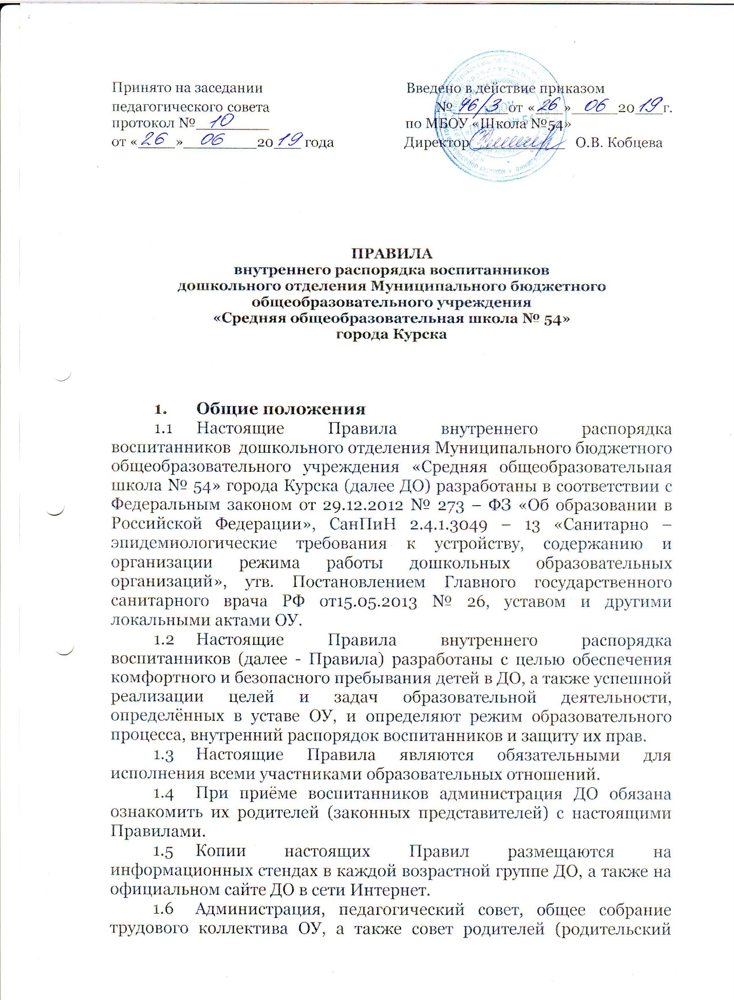 Принято на заседании
педагогического совета
протокол № 10
от «26» 06 2019 года
Введено в действие приказом
№ 46/3 от «26» 06 2019 г.
по МБОУ «Школа №54»
Директор О.В. Кобцева
ПРАВИЛА
внутреннего распорядка воспитанников
дошкольного отделения Муниципального бюджетного
общеобразовательного учреждения
«Средняя общеобразовательная школа № 54»
города Курска
1. Общие положения
1.1 Настоящие Правила внутреннего распорядка
воспитанников дошкольного отделения Муниципального бюджетного
общеобразовательного учреждения «Средняя общеобразовательная
школа № 54» города Курска (далее ДО) разработаны в соответствии с
Федеральным законом от 29.12.2012 № 273 – ФЗ «Об образовании в
Российской Федерации», СанПиН 2.4.1.3049 – 13 «Санитарно –
эпидемиологические требования к устройству, содержанию и
организации режима работы дошкольных образовательных
организаций», утв. Постановлением Главного государственного
санитарного врача РФ от15.05.2013 № 26, уставом и другими
локальными актами ОУ.
1.2 Настоящие Правила внутреннего распорядка
воспитанников (далее - Правила) разработаны с целью обеспечения
комфортного и безопасного пребывания детей в ДО, а также успешной
реализации целей и задач образовательной деятельности,
определённых в уставе ОУ, и определяют режим образовательного
процесса, внутренний распорядок воспитанников и защиту их прав.
1.3 Настоящие Правила являются обязательными для
исполнения всеми участниками образовательных отношений.
1.4 При приёме воспитанников администрация ДО обязана
ознакомить их родителей (законных представителей) с настоящими
Правилами.
1.5 Копии настоящих Правил размещаются на
информационных стендах в каждой возрастной группе ДО, а также на
официальном сайте ДО в сети Интернет.
1.6 Администрация, педагогический совет, общее собрание
трудового коллектива ОУ, а также совет родителей (родительский